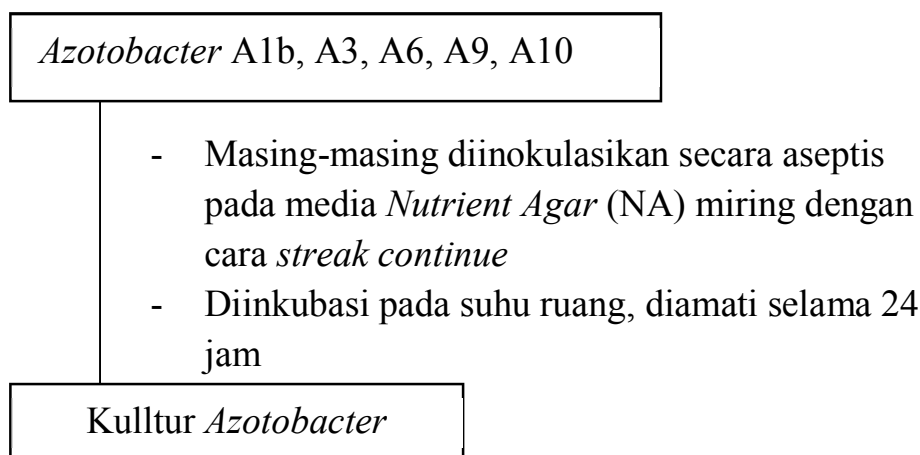 Azotobacter A1b, A3, A6, A9, A10
- Masing-masing diinokulasikan secara aseptis
pada media Nutrient Agar (NA) miring dengan
cara streak continue
- Diinkubasi pada suhu ruang, diamati selama 24
jam
Kulltur Azotobacter